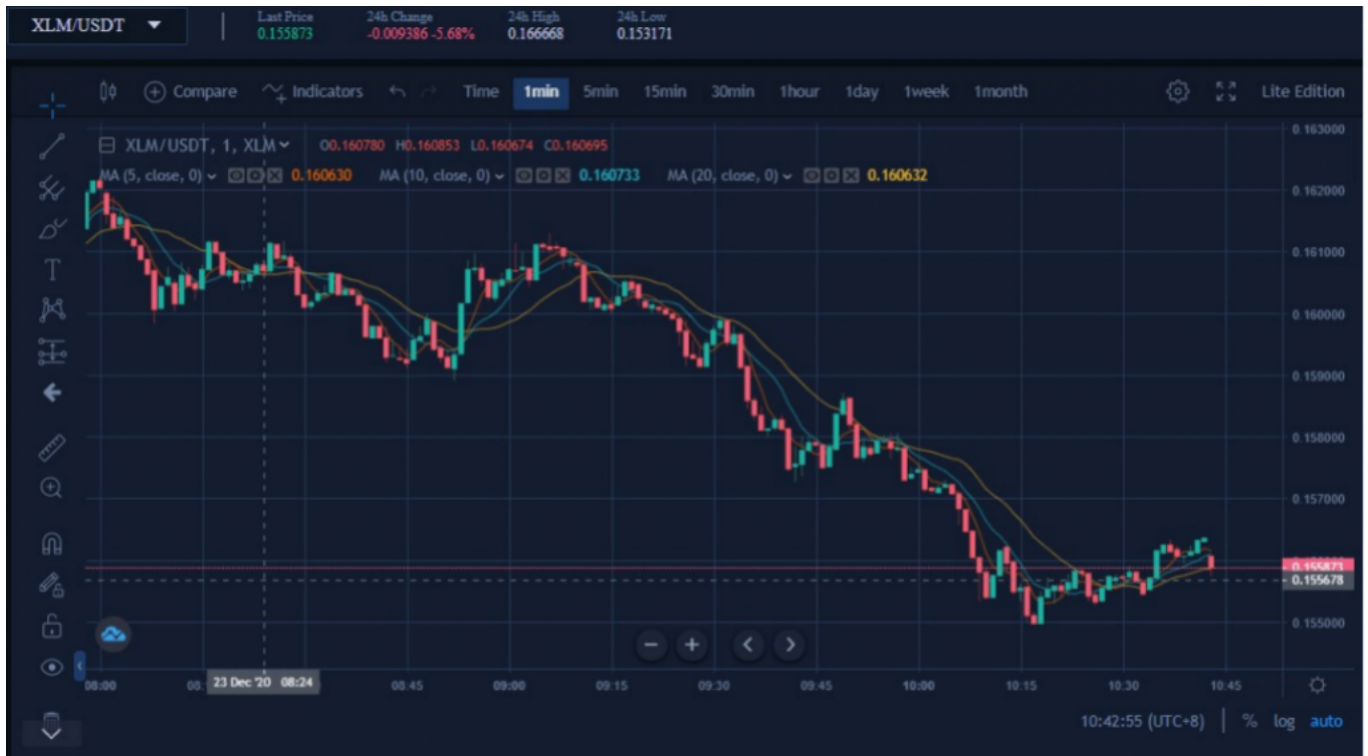 XLM/USDT
Last Price 24h Change 24h High 24h Low
0.155873 -0.009386 -5.68% 0.166668 0.153171
Compare Indicators Time 1min 5min 15min 30min 1hour 1day 1week 1month Lite Edition
XLM/USDT, 1, XLM O0.160780 H0.160853 L0.160674 C0.160695
MA (5, close, 0) 0.160630 MA (10, close, 0) 0.160733 MA (20, close, 0) 0.160632
0.163000
0.162000
0.161000
0.160000
0.159000
0.158000
0.157000
0.155873
0.155678
0.155000
08:00 08: 23 Dec '20 08:24 08:45 09:00 09:15 09:30 09:45 10:00 10:15 10:30 10:45
10:42:55 (UTC+8) % log auto